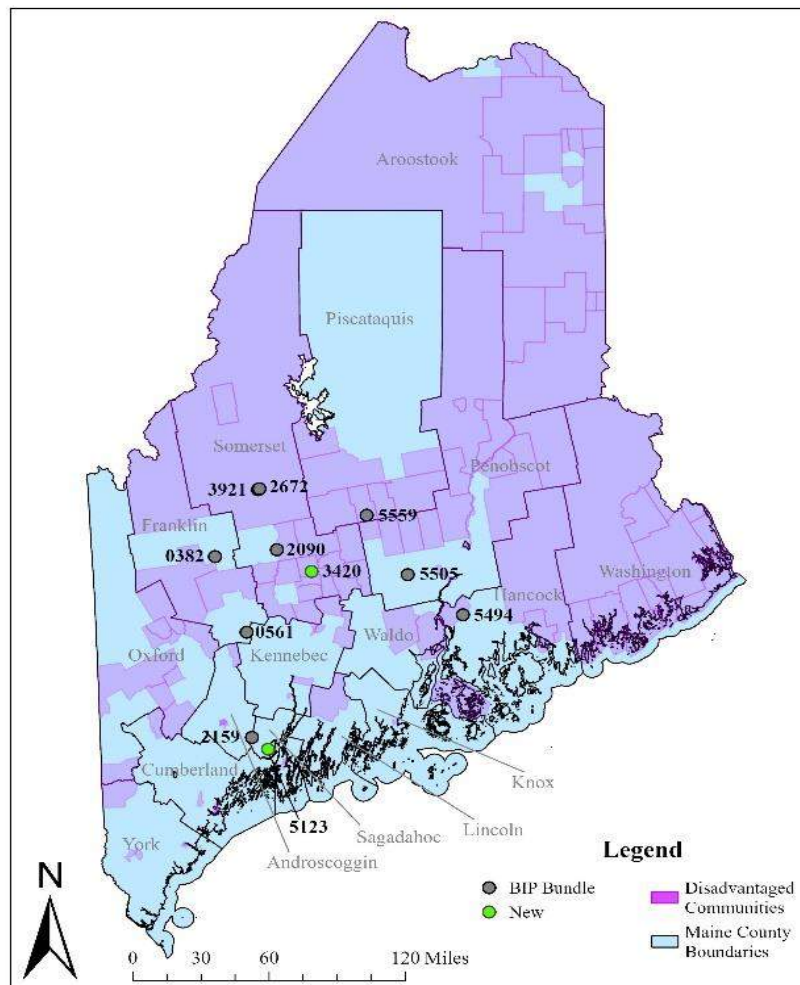 Aroostook
Piscataquis
Somerset
Penobscot
3921
2672
5559
Franklin
2090
0382
3420
5505
Washington
Hancock
5494
0561
Waldo
Oxford
Kennebec
2159
Cumberland
Knox
Lincoln
5123
Sagadahoc
York
Androscoggin
Legend
N
BIP Bundle
New
Disadvantaged
Communities
Maine County
Boundaries
0 30 60 120 Miles